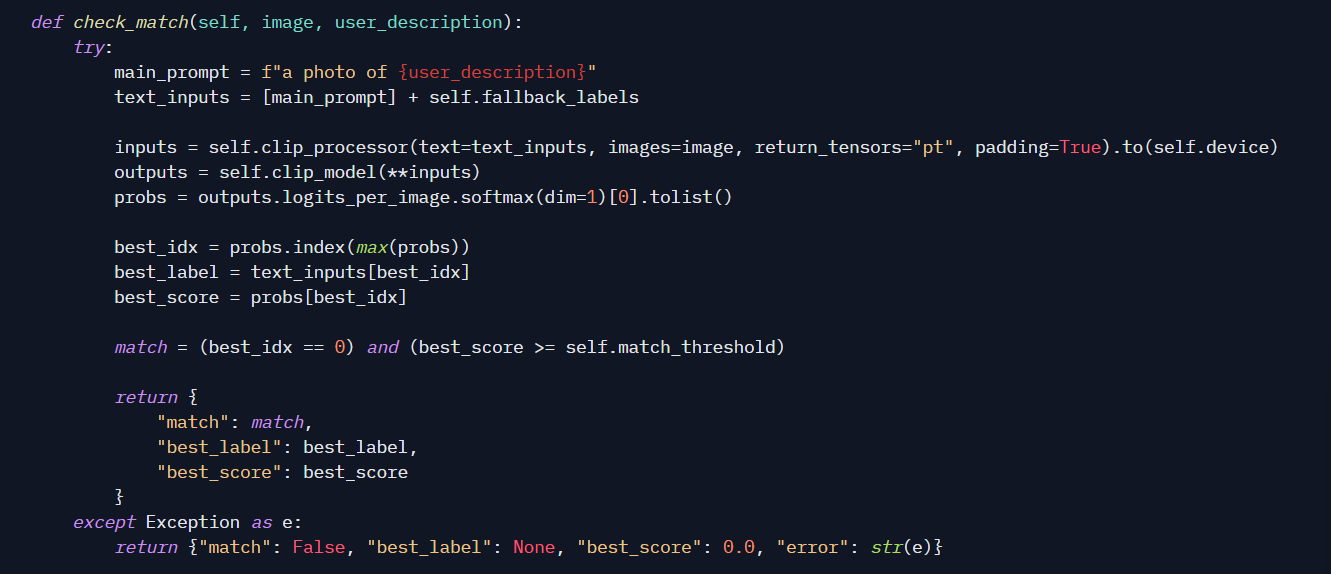 def check_match(self, image, user_description):
    try:
        main_prompt = f"a photo of {user_description}"
        text_inputs = [main_prompt] + self.fallback_labels

        inputs = self.clip_processor(text=text_inputs, images=image, return_tensors="pt", padding=True).to(self.device)
        outputs = self.clip_model(**inputs)
        probs = outputs.logits_per_image.softmax(dim=1)[0].tolist()

        best_idx = probs.index(max(probs))
        best_label = text_inputs[best_idx]
        best_score = probs[best_idx]

        match = (best_idx == 0) and (best_score >= self.match_threshold)

        return {
            "match": match,
            "best_label": best_label,
            "best_score": best_score
        }
    except Exception as e:
        return {"match": False, "best_label": None, "best_score": 0.0, "error": str(e)}